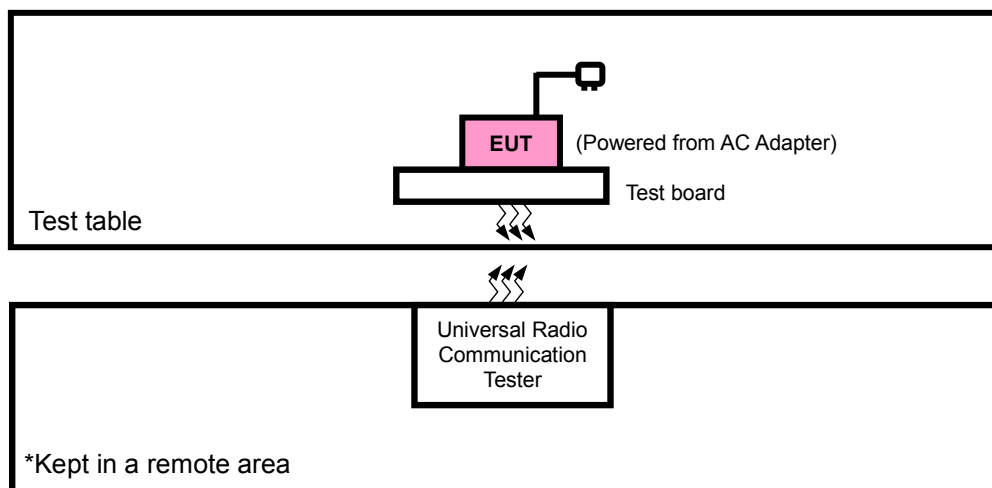 EUT
(Powered from AC Adapter)
Test board
Test table
Universal Radio
Communication
Tester
*Kept in a remote area